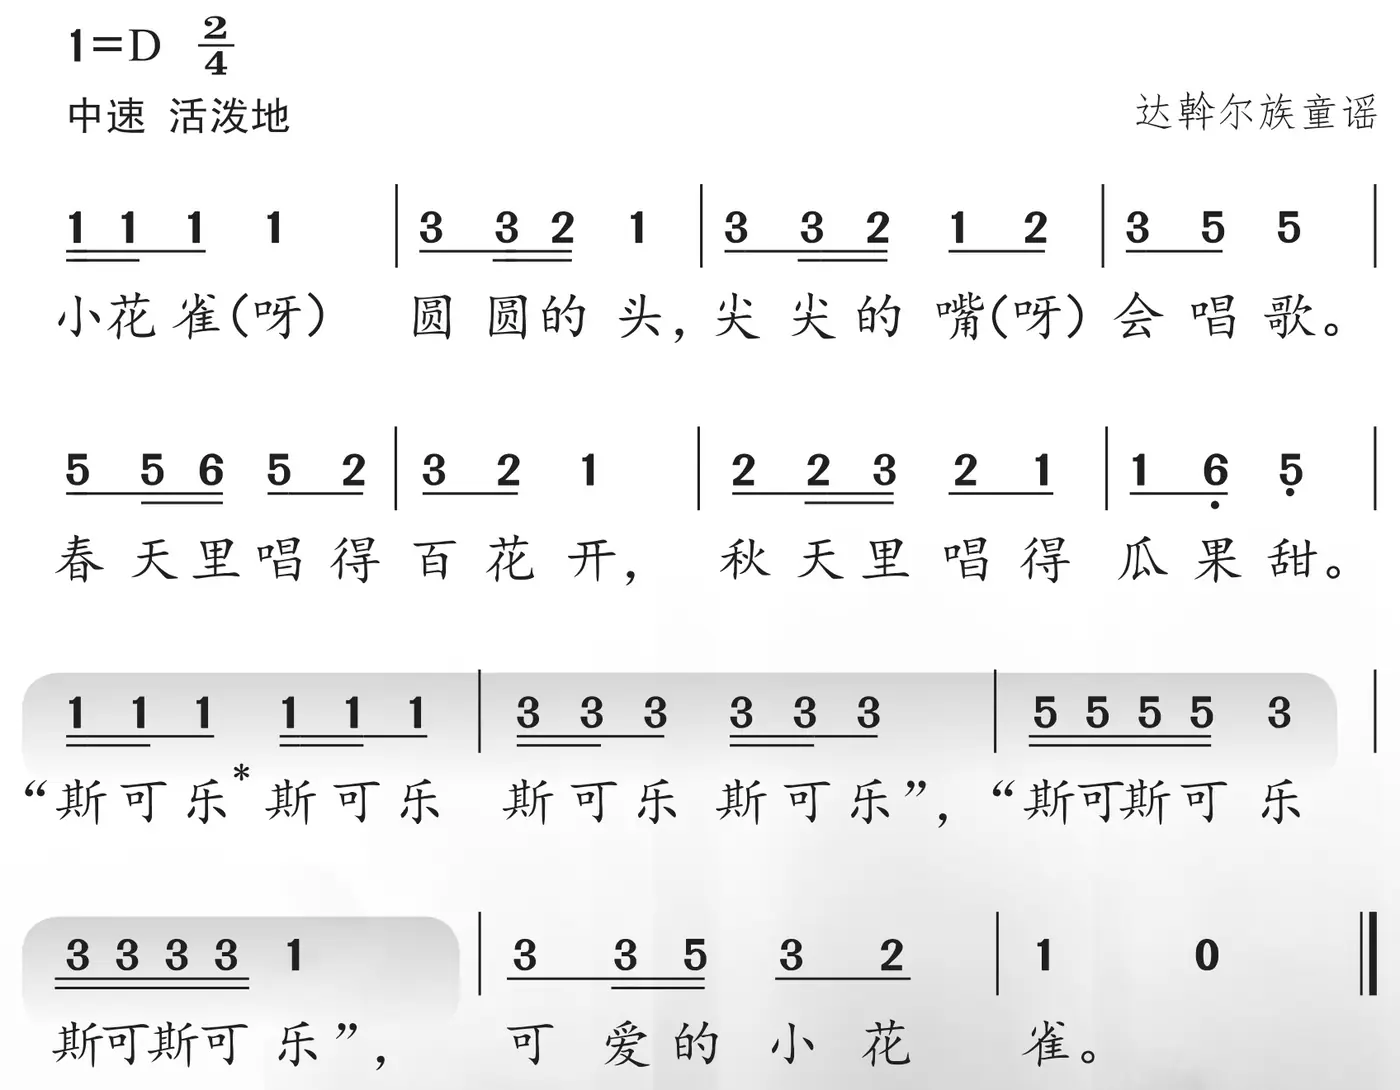 1=D 2/4
中速 活泼地
达斡尔族童谣
1 1 1 1 | 3 3 2 1 | 3 3 2 1 2 | 3 5 5 |
小花雀(呀) 圆圆的头，尖尖的嘴(呀)会唱歌。
5 5 6 5 2 | 3 2 1 | 2 2 3 2 1 | 1 6̣ 5̣ |
春天里唱得百花开，秋天里唱得瓜果甜。
1 1 1 1 1 1 | 3 3 3 3 3 3 | 5 5 5 5 3 |
“斯可乐*斯可乐 斯可乐 斯可乐”，“斯可斯可 乐
3 3 3 3 1 | 3 3 5 3 2 | 1 0 ‖
斯可斯可 乐”，可爱的小花雀。